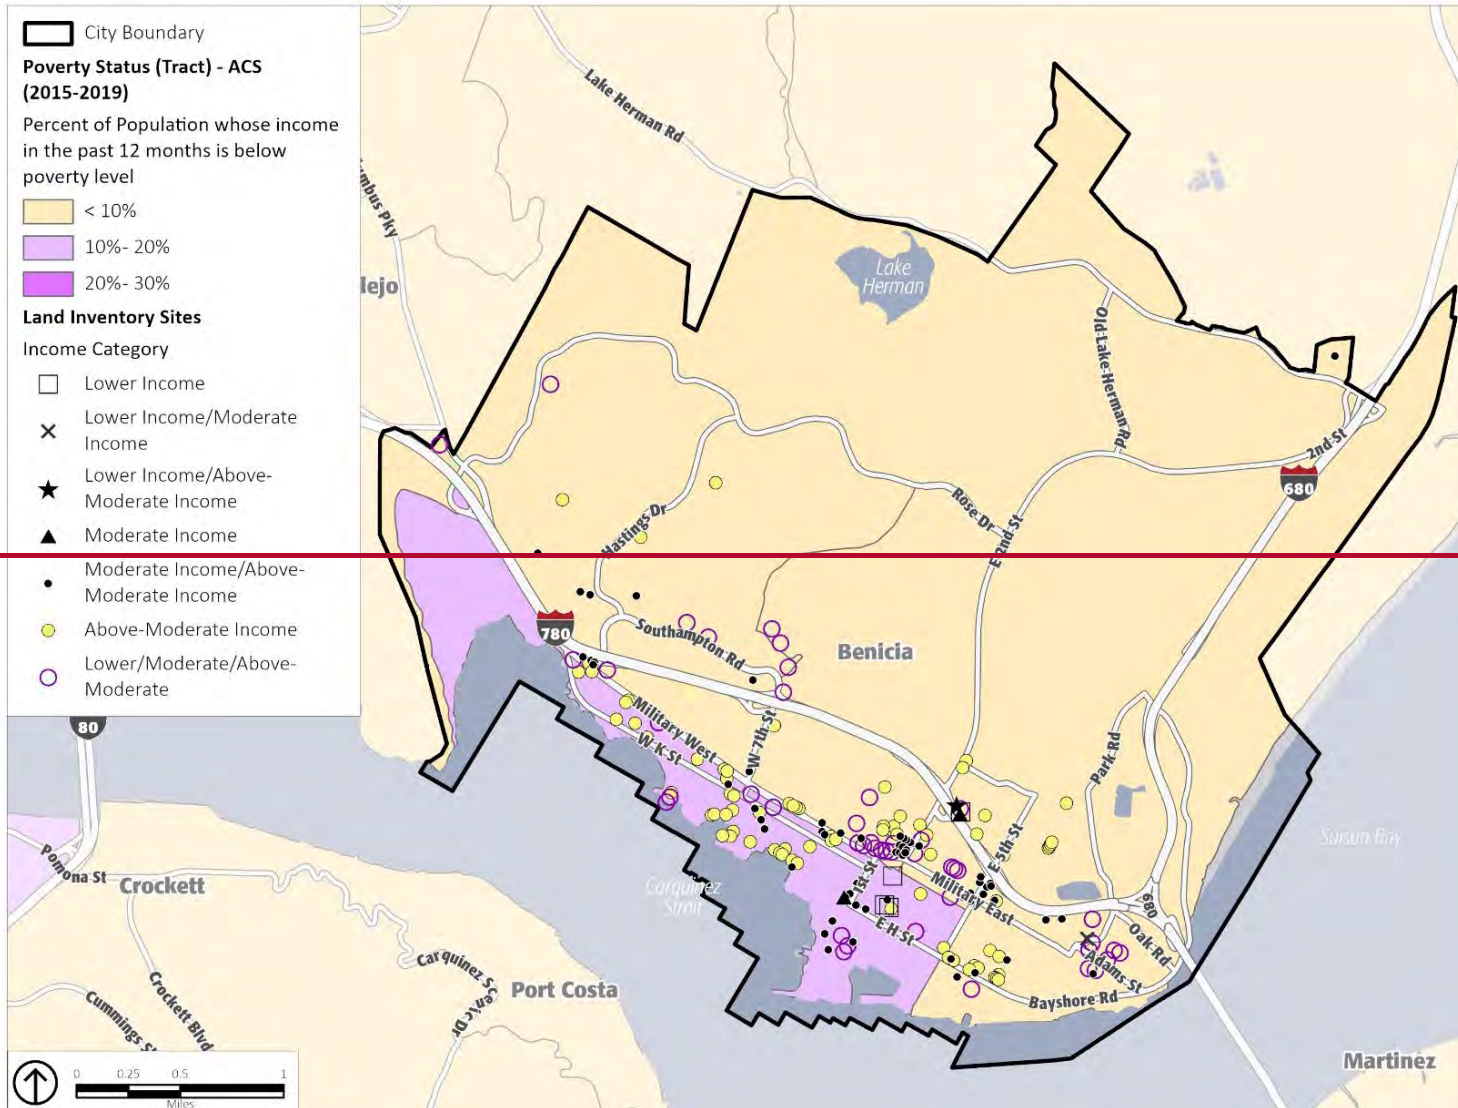 City Boundary
Poverty Status (Tract) - ACS
(2015-2019)
Percent of Population whose income
in the past 12 months is below
poverty level
< 10%
10%- 20%
20%- 30%
Land Inventory Sites
Income Category
Lower Income
Lower Income/Moderate
Income
Lower Income/Above-
Moderate Income
Moderate Income
Moderate Income/Above-
Moderate Income
Above-Moderate Income
Lower/Moderate/Above-
Moderate
Lake Herman Rd
umbus Pky
llejo
Lake
Herman
Old Lake Herman Rd
2nd St
680
Rose Dr
Hastings Dr
E 2nd St
780
Southampton Rd
Benicia
80
Military West
W K St
W 7th St
Park Rd
Suisun Bay
E 5th St
1st St
Military East
Pomona St
Crockett
Carquinez
Strait
E H St
680
Oak Rd
Adams St
Bayshore Rd
Carquinez Scenic Dr
Crockett Blvd
Port Costa
Cummings S
Martinez
0 0.25 0.5 1
Miles